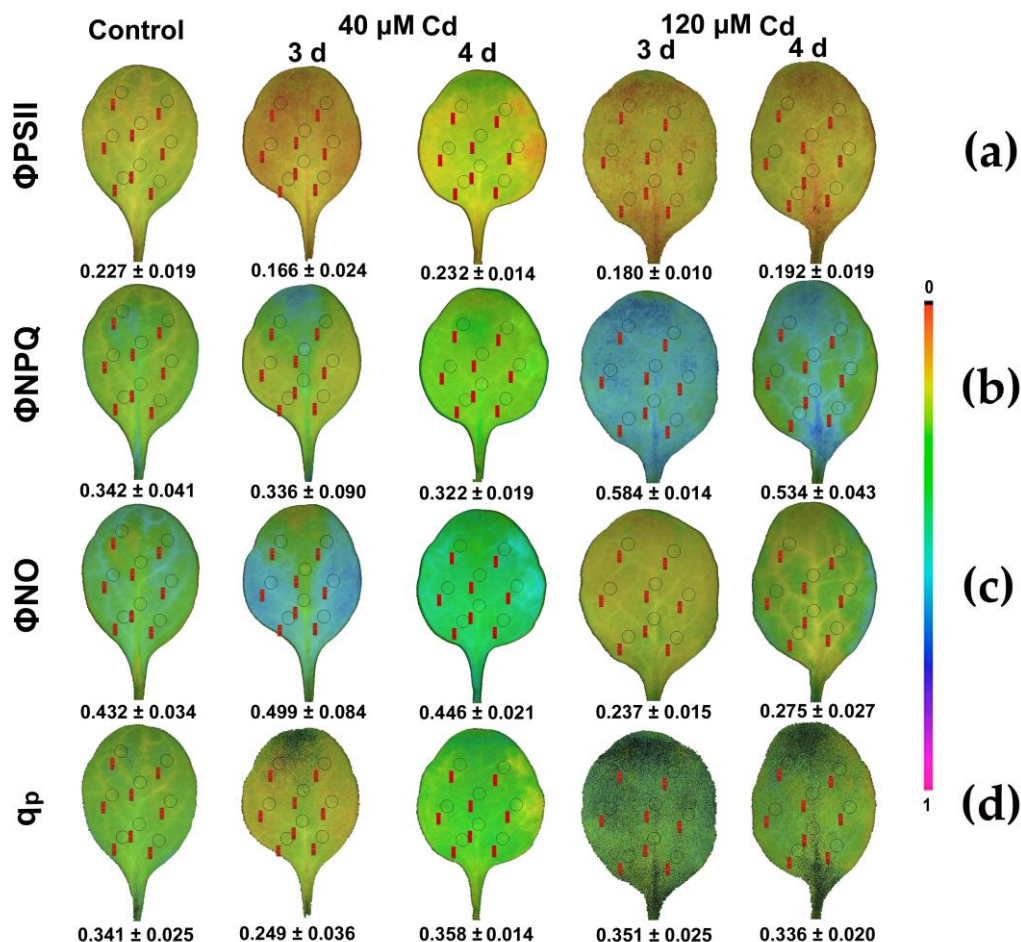 Control 40 µM Cd 120 µM Cd
3 d 4 d 3 d 4 d
ΦPSII (a)
0.227 ± 0.019 0.166 ± 0.024 0.232 ± 0.014 0.180 ± 0.010 0.192 ± 0.019
ΦNPQ 0 (b)
0.342 ± 0.041 0.336 ± 0.090 0.322 ± 0.019 0.584 ± 0.014 0.534 ± 0.043
ΦNO (c)
0.432 ± 0.034 0.499 ± 0.084 0.446 ± 0.021 0.237 ± 0.015 0.275 ± 0.027
qp 1 (d)
0.341 ± 0.025 0.249 ± 0.036 0.358 ± 0.014 0.351 ± 0.025 0.336 ± 0.020